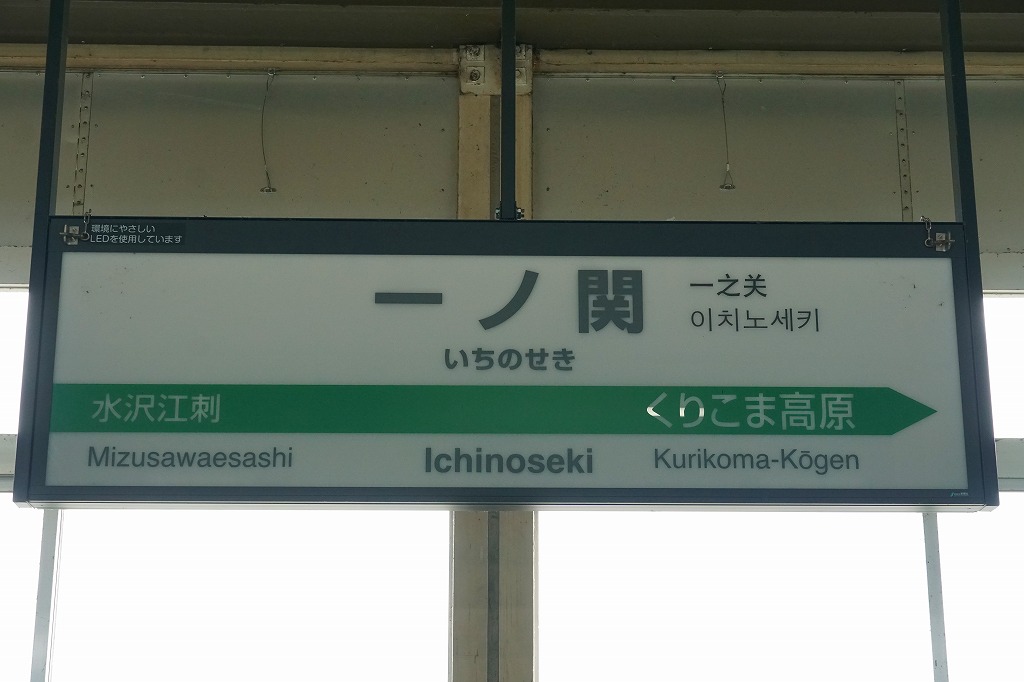 環境にやさしい
LEDを使用しています
一ノ関
一之关
이치노세키
いちのせき
水沢江刺
くりこま高原
Mizusawaesashi
Ichinoseki
Kurikoma-Kōgen